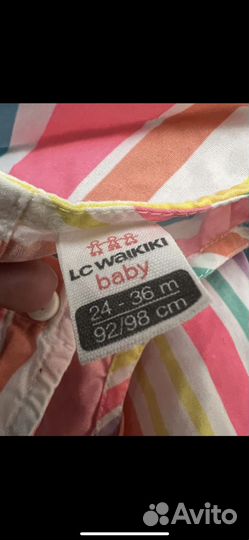 LC WAIKIKI
baby
24 - 36 m
92/98 cm
Avito